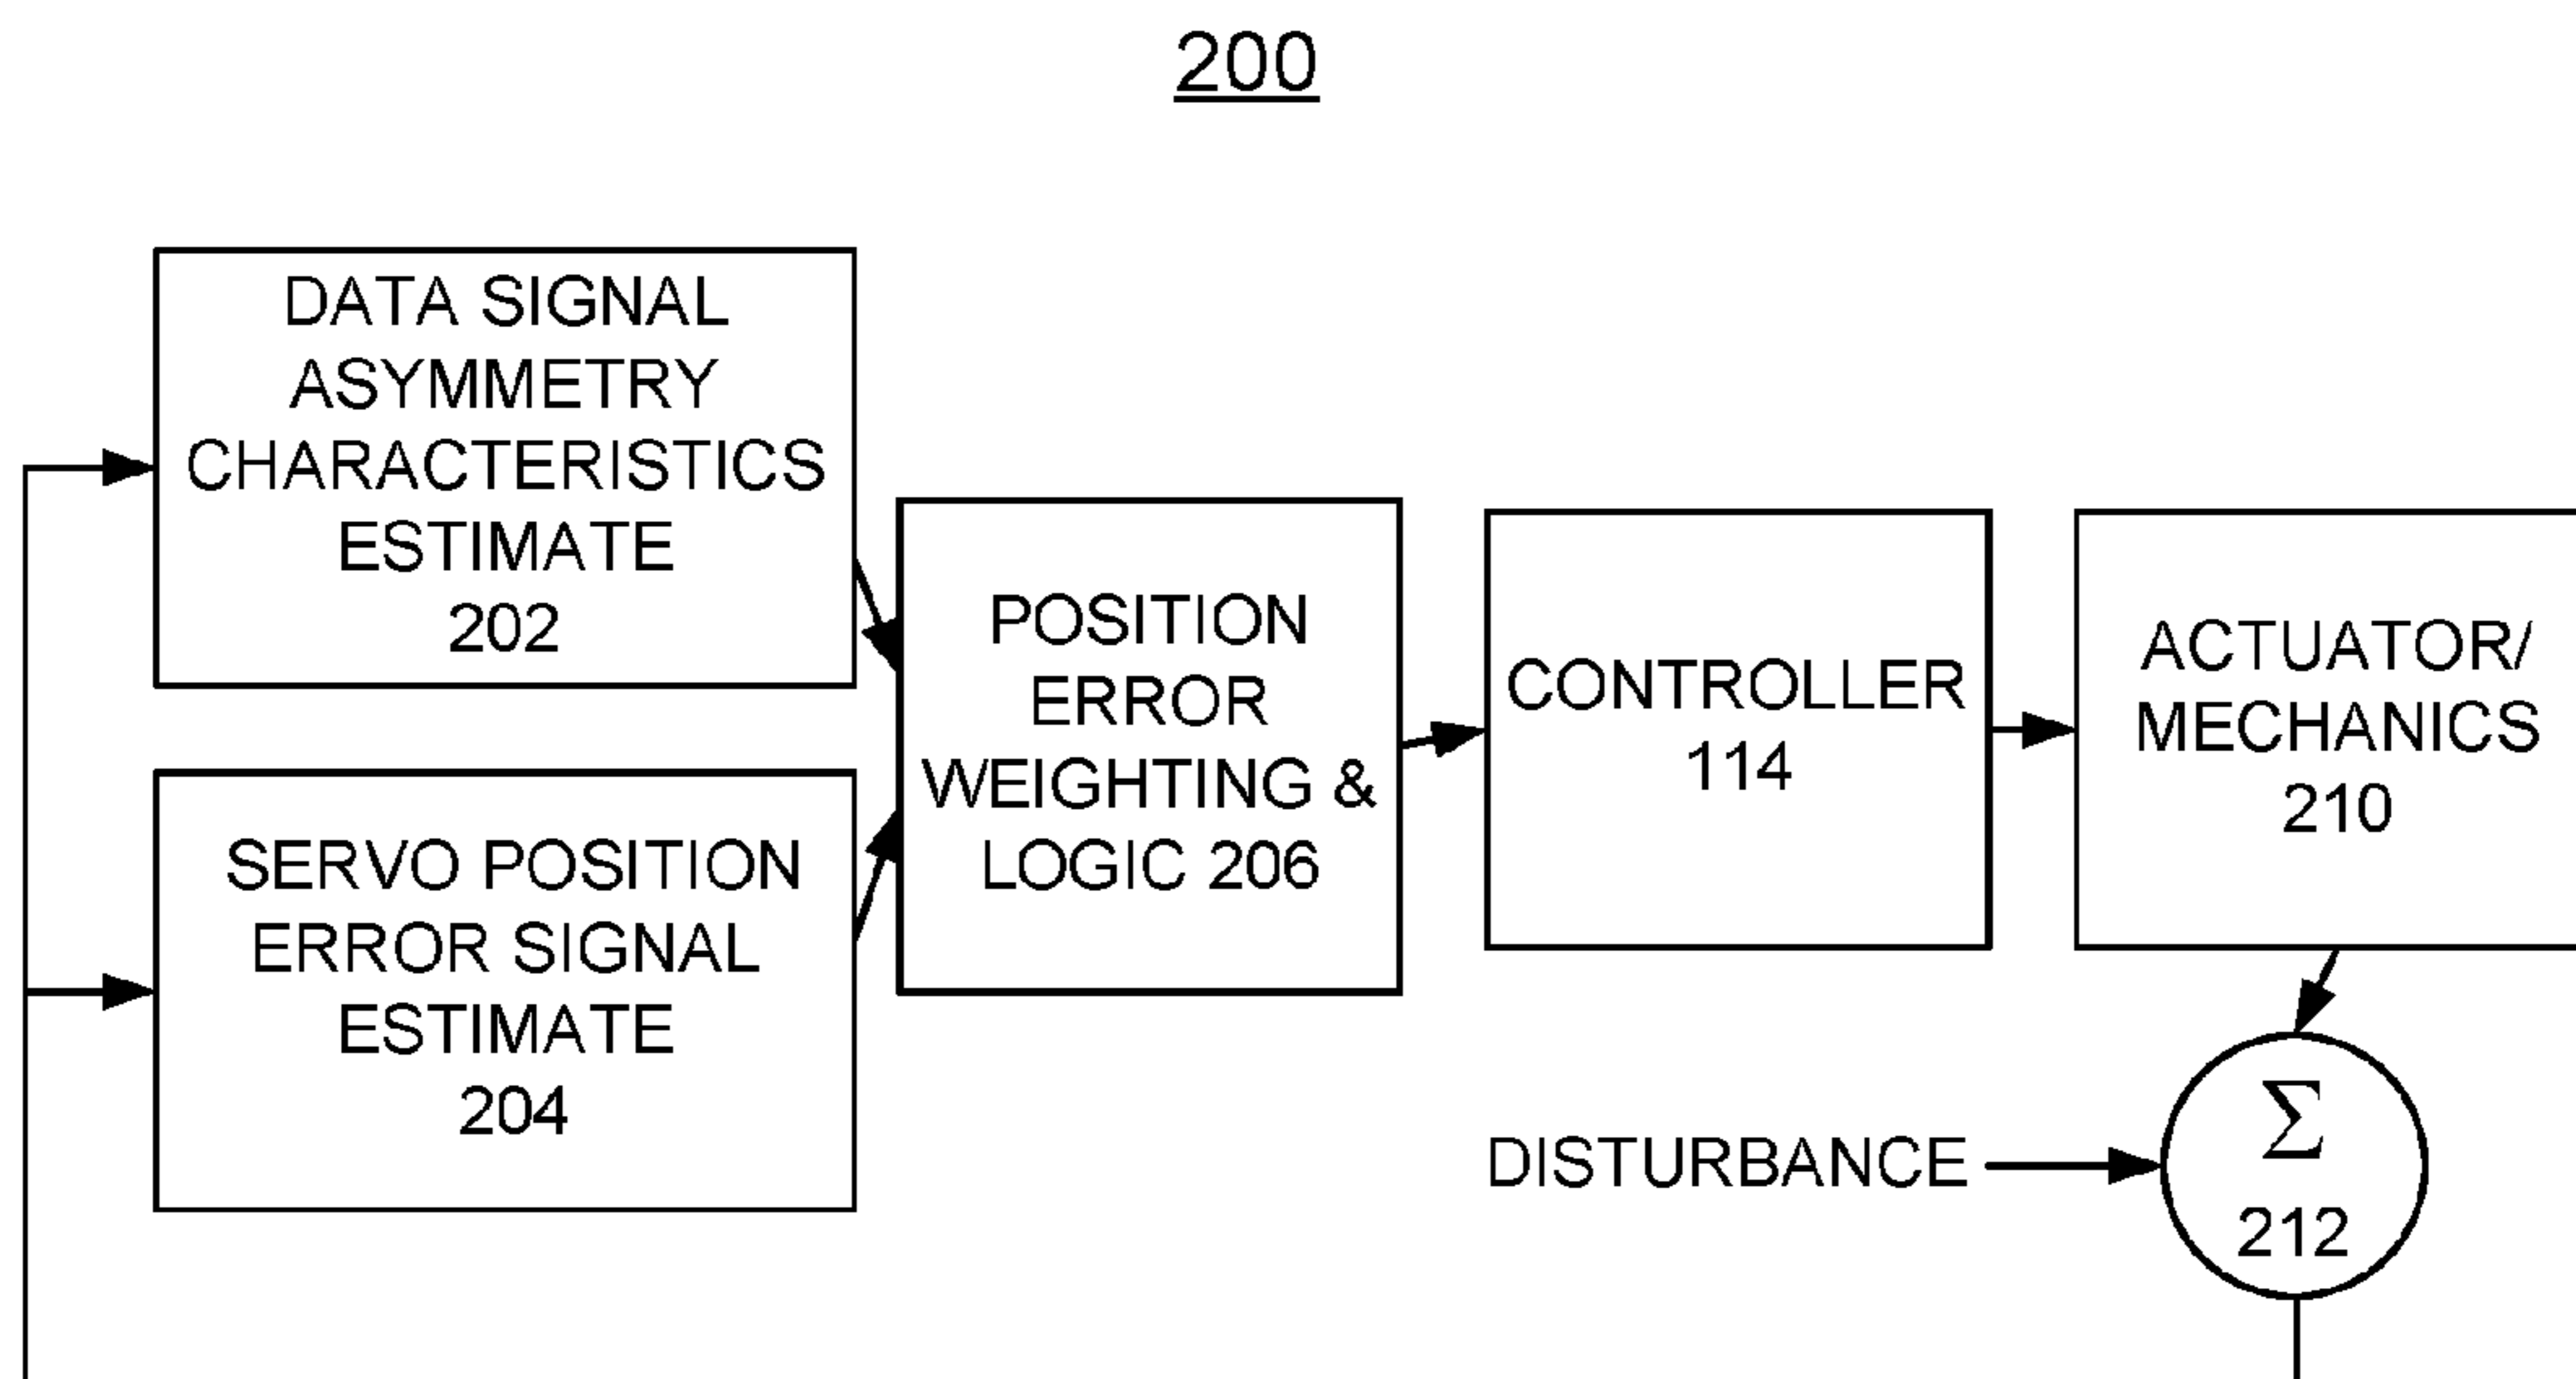 200
DATA SIGNAL
ASYMMETRY
CHARACTERISTICS
ESTIMATE
202
SERVO POSITION
ERROR SIGNAL
ESTIMATE
204
POSITION
ERROR
WEIGHTING &
LOGIC 206
CONTROLLER
114
ACTUATOR/
MECHANICS
210
DISTURBANCE
Σ
212